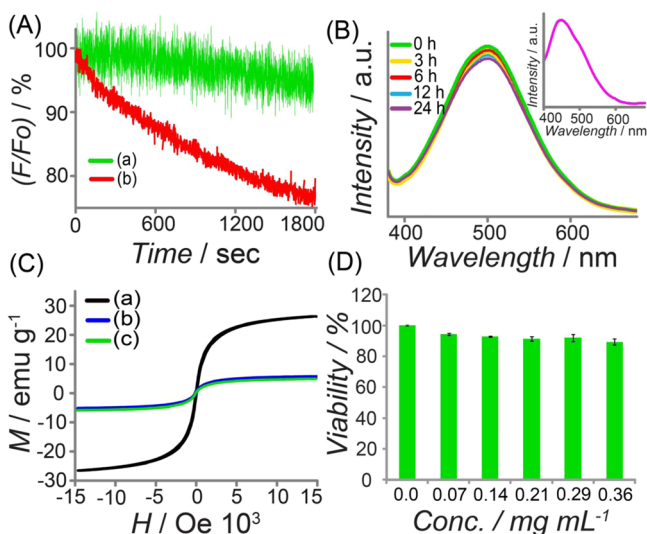 (A)
(F/Fo) / %
100
90
80
(a)
(b)
0
600
1200
1800
Time / sec
(B)
Intensity / a.u.
0 h
3 h
6 h
12 h
24 h
400
500
600
Wavelength / nm
Intensity / a.u.
400
500
600
Wavelength / nm
(C)
M / emu g-1
30
20
10
0
-10
-20
-30
(a)
(b)
(c)
-15
-10
-5
0
5
10
15
H / Oe 10³
(D)
Viability / %
120
100
80
60
40
20
0
0.0
0.07
0.14
0.21
0.29
0.36
Conc. / mg mL-1